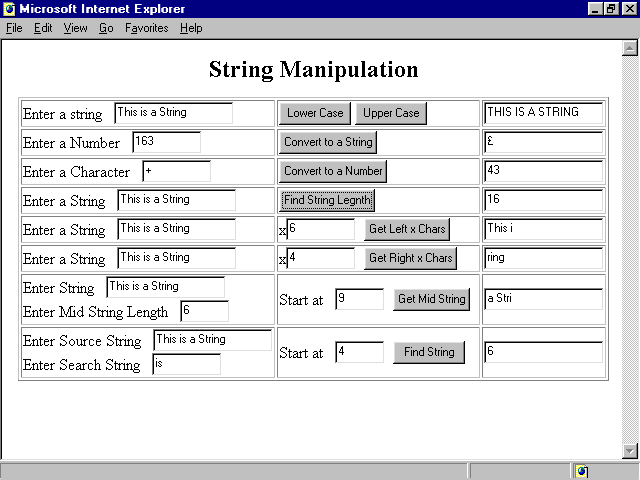 Microsoft Internet Explorer
File Edit View Go Favorites Help
String Manipulation
Enter a string This is a String Lower Case Upper Case THIS IS A STRING
Enter a Number 163 Convert to a String £
Enter a Character + Convert to a Number 43
Enter a String This is a String Find String Legnth 16
Enter a String This is a String x 6 Get Left x Chars This i
Enter a String This is a String x 4 Get Right x Chars ring
Enter String This is a String
Enter Mid String Length 6
Start at 9 Get Mid String a Stri
Enter Source String This is a String
Enter Search String is
Start at 4 Find String 6